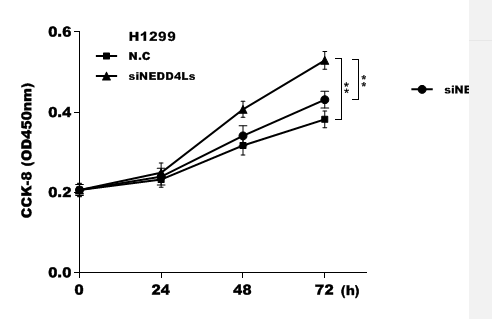 H1299
N.C
siNEDD4Ls
siNE
CCK-8 (OD450nm)
0.6
0.4
0.2
0.0
0 24 48 72 (h)
** **